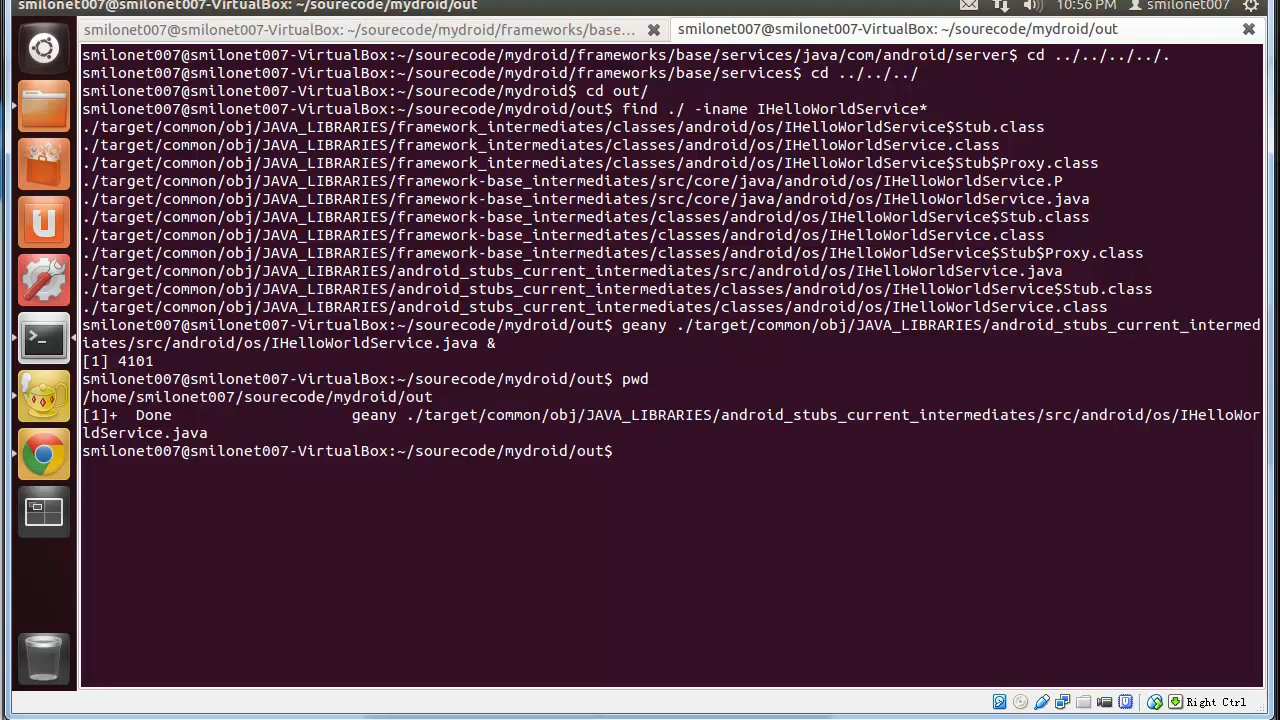 smilonet007@smilonet007-VirtualBox: ~/sourecode/mydroid/out 10:56 PM smilonet007
smilonet007@smilonet007-VirtualBox: ~/sourecode/mydroid/frameworks/base... smilonet007@smilonet007-VirtualBox: ~/sourecode/mydroid/out
smilonet007@smilonet007-VirtualBox:~/sourecode/mydroid/frameworks/base/services/java/com/android/server$ cd ../../../../.
smilonet007@smilonet007-VirtualBox:~/sourecode/mydroid/frameworks/base/services$ cd ../../../
smilonet007@smilonet007-VirtualBox:~/sourecode/mydroid$ cd out/
smilonet007@smilonet007-VirtualBox:~/sourecode/mydroid/out$ find ./ -iname IHelloWorldService*
./target/common/obj/JAVA_LIBRARIES/framework_intermediates/classes/android/os/IHelloWorldService$Stub.class
./target/common/obj/JAVA_LIBRARIES/framework_intermediates/classes/android/os/IHelloWorldService.class
./target/common/obj/JAVA_LIBRARIES/framework_intermediates/classes/android/os/IHelloWorldService$Stub$Proxy.class
./target/common/obj/JAVA_LIBRARIES/framework-base_intermediates/src/core/java/android/os/IHelloWorldService.P
./target/common/obj/JAVA_LIBRARIES/framework-base_intermediates/src/core/java/android/os/IHelloWorldService.java
./target/common/obj/JAVA_LIBRARIES/framework-base_intermediates/classes/android/os/IHelloWorldService$Stub.class
./target/common/obj/JAVA_LIBRARIES/framework-base_intermediates/classes/android/os/IHelloWorldService.class
./target/common/obj/JAVA_LIBRARIES/framework-base_intermediates/classes/android/os/IHelloWorldService$Stub$Proxy.class
./target/common/obj/JAVA_LIBRARIES/android_stubs_current_intermediates/src/android/os/IHelloWorldService.java
./target/common/obj/JAVA_LIBRARIES/android_stubs_current_intermediates/classes/android/os/IHelloWorldService$Stub.class
./target/common/obj/JAVA_LIBRARIES/android_stubs_current_intermediates/classes/android/os/IHelloWorldService.class
smilonet007@smilonet007-VirtualBox:~/sourecode/mydroid/out$ geany ./target/common/obj/JAVA_LIBRARIES/android_stubs_current_intermed
iates/src/android/os/IHelloWorldService.java &
[1] 4101
smilonet007@smilonet007-VirtualBox:~/sourecode/mydroid/out$ pwd
/home/smilonet007/sourecode/mydroid/out
[1]+  Done                    geany ./target/common/obj/JAVA_LIBRARIES/android_stubs_current_intermediates/src/android/os/IHelloWor
ldService.java
smilonet007@smilonet007-VirtualBox:~/sourecode/mydroid/out$
Right Ctrl